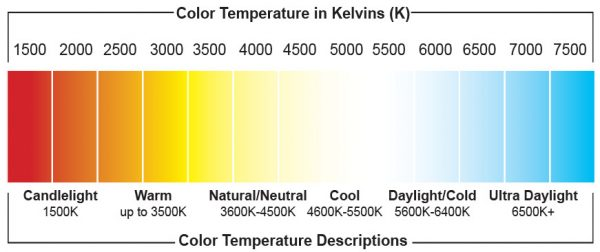 Color Temperature in Kelvins (K)
1500 2000 2500 3000 3500 4000 4500 5000 5500 6000 6500 7000 7500
Candlelight Warm Natural/Neutral Cool Daylight/Cold Ultra Daylight
1500K up to 3500K 3600K-4500K 4600K-5500K 5600K-6400K 6500K+
Color Temperature Descriptions